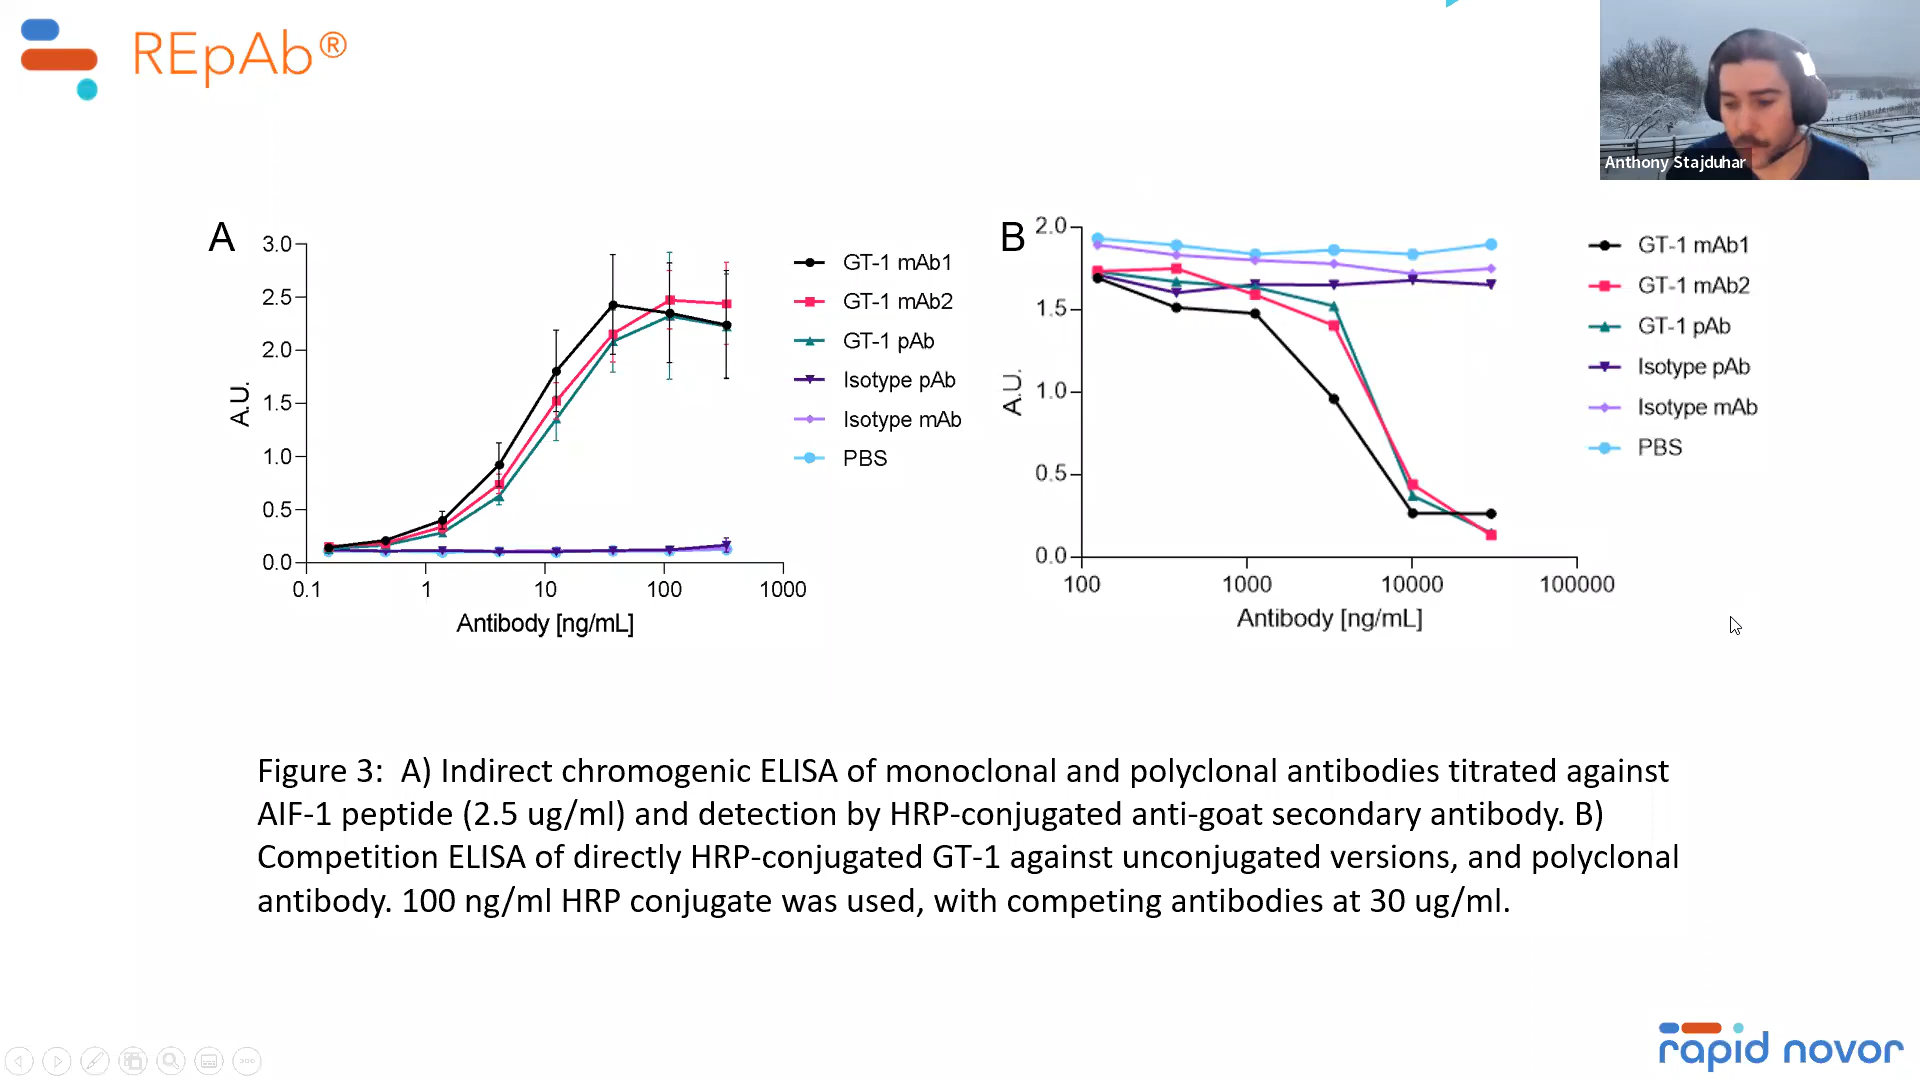 REpAb®
Anthony Stajduhar
A
3.0
2.5
2.0
1.5
1.0
0.5
0.0
A.U.
0.1
1
10
100
1000
Antibody [ng/mL]
GT-1 mAb1
GT-1 mAb2
GT-1 pAb
Isotype pAb
Isotype mAb
PBS
B
2.0
1.5
1.0
0.5
0.0
A.U.
100
1000
10000
100000
Antibody [ng/mL]
GT-1 mAb1
GT-1 mAb2
GT-1 pAb
Isotype pAb
Isotype mAb
PBS
Figure 3: A) Indirect chromogenic ELISA of monoclonal and polyclonal antibodies titrated against
AIF-1 peptide (2.5 ug/ml) and detection by HRP-conjugated anti-goat secondary antibody. B)
Competition ELISA of directly HRP-conjugated GT-1 against unconjugated versions, and polyclonal
antibody. 100 ng/ml HRP conjugate was used, with competing antibodies at 30 ug/ml.
rapid novor